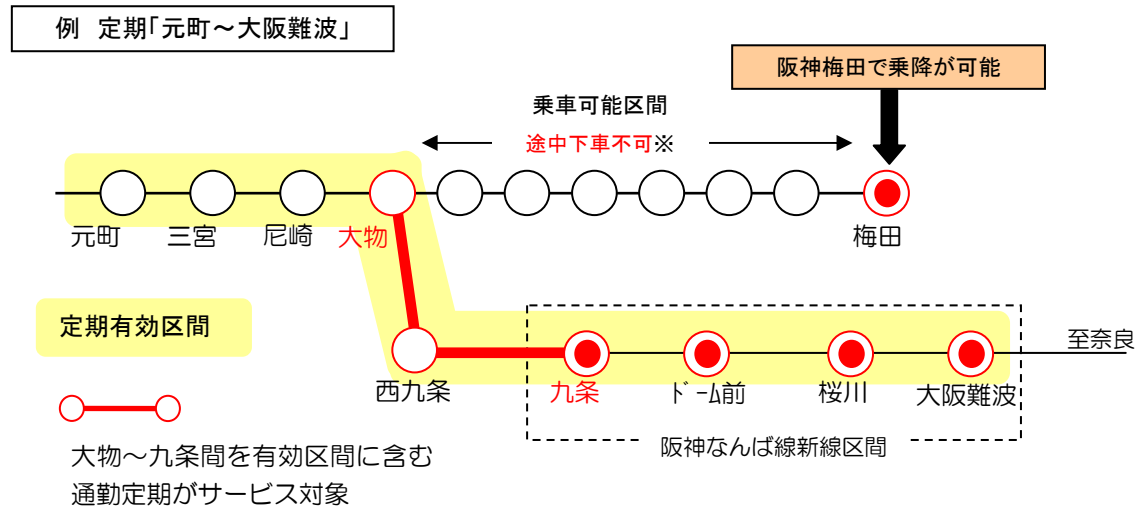 例 定期「元町～大阪難波」
阪神梅田で乗降が可能
乗車可能区間
途中下車不可※
元町
三宮
尼崎
大物
梅田
定期有効区間
至奈良
西九条
九条
ﾄﾞｰﾑ前
桜川
大阪難波
阪神なんば線新線区間
大物～九条間を有効区間に含む
通勤定期がサービス対象